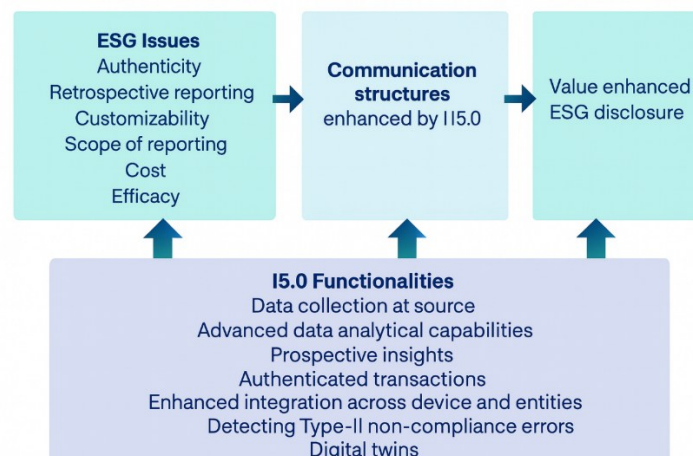 ESG Issues
Authenticity
Retrospective reporting
Customizability
Scope of reporting
Cost
Efficacy
Communication
structures
enhanced by I I5.0
Value enhanced
ESG disclosure
I5.0 Functionalities
Data collection at source
Advanced data analytical capabilities
Prospective insights
Authenticated transactions
Enhanced integration across device and entities
Detecting Type-II non-compliance errors
Digital twins